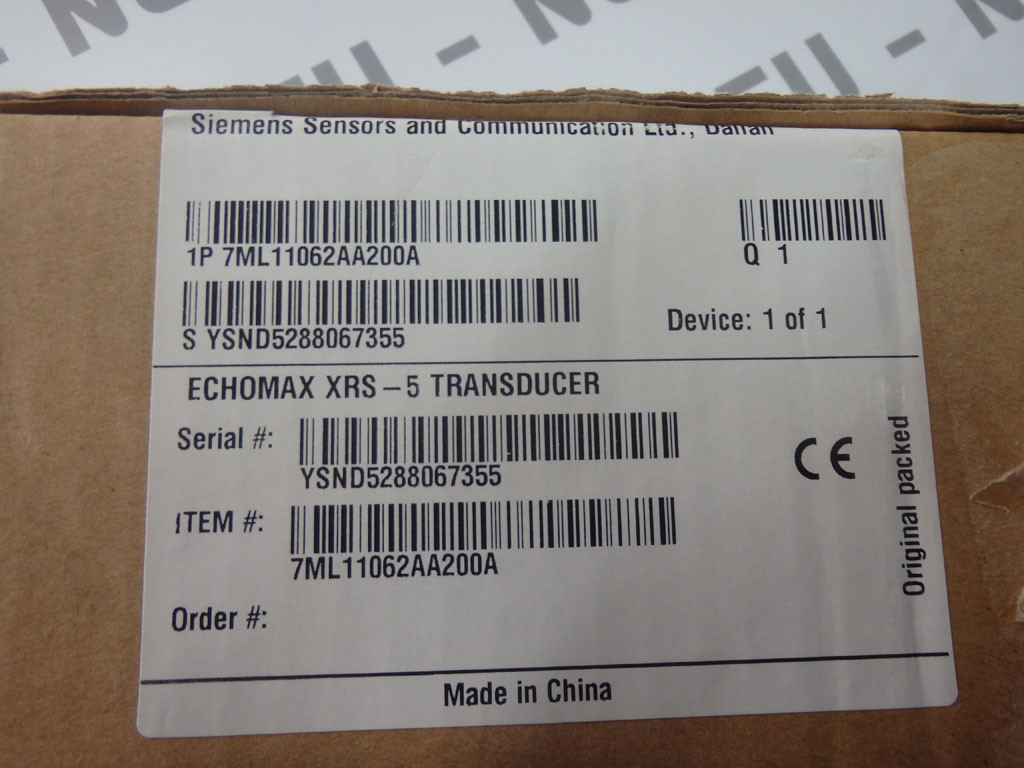 Siemens Sensors and Communication Ltd., Dalian
1P 7ML11062AA200A
Q 1
S YSND5288067355
Device: 1 of 1
ECHOMAX XRS-5 TRANSDUCER
Serial #:
YSND5288067355
CE
Original packed
ITEM #:
7ML11062AA200A
Order #:
Made in China